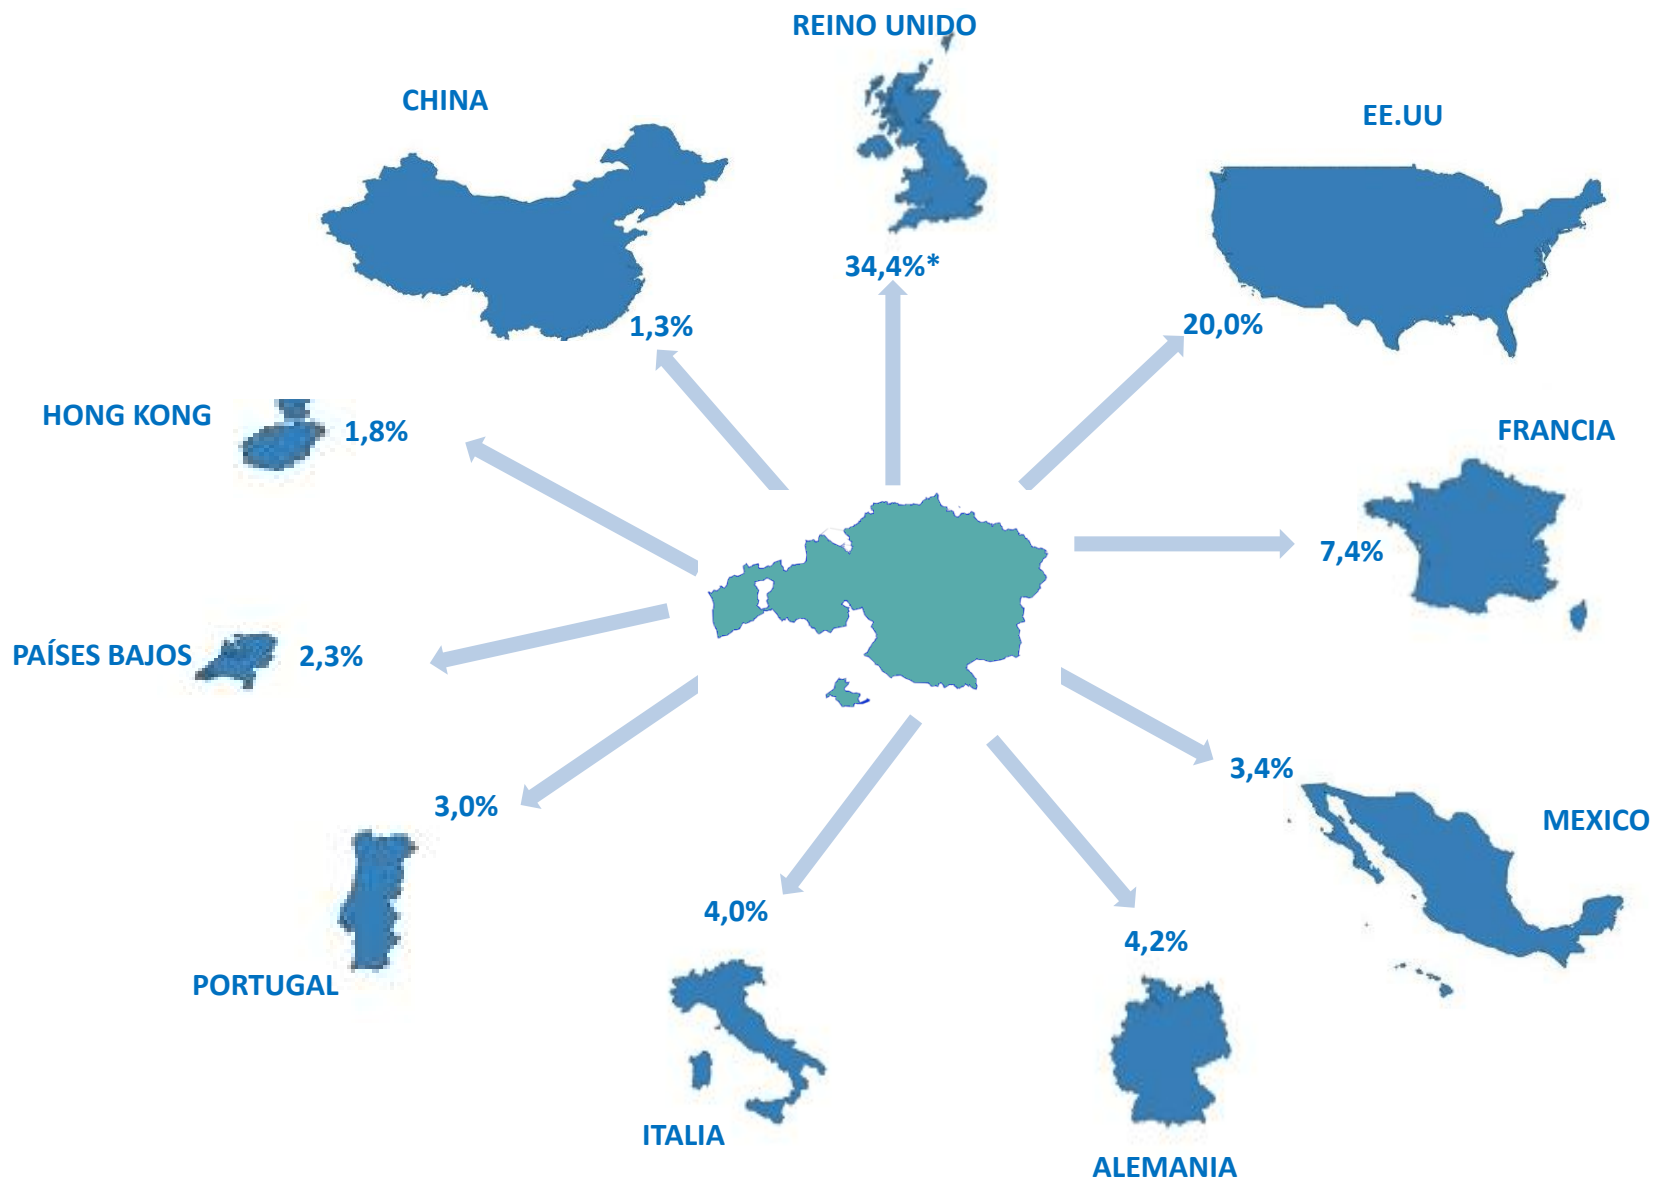 REINO UNIDO
34,4%*
CHINA
1,3%
EE.UU
20,0%
HONG KONG
1,8%
FRANCIA
7,4%
PAÍSES BAJOS
2,3%
3,4%
MEXICO
3,0%
PORTUGAL
4,0%
ITALIA
4,2%
ALEMANIA